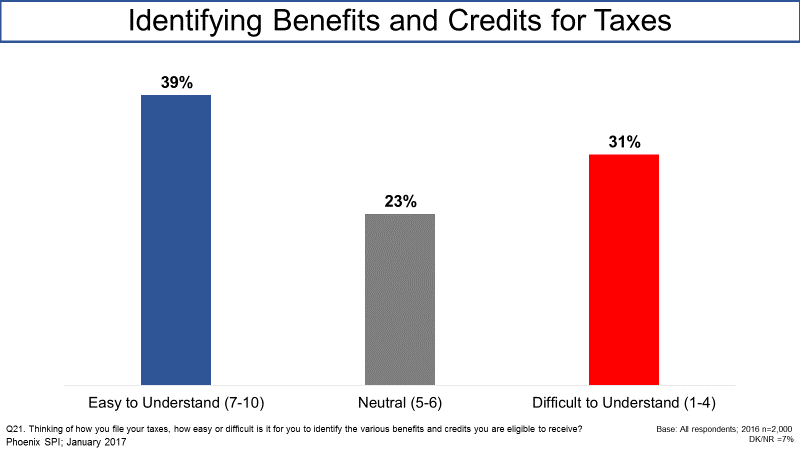 Identifying Benefits and Credits for Taxes
39%
23%
31%
Easy to Understand (7-10)
Neutral (5-6)
Difficult to Understand (1-4)
Q21. Thinking of how you file your taxes, how easy or difficult is it for you to identify the various benefits and credits you are eligible to receive?
Phoenix SPI; January 2017
Base: All respondents; 2016 n=2,000
DK/NR =7%